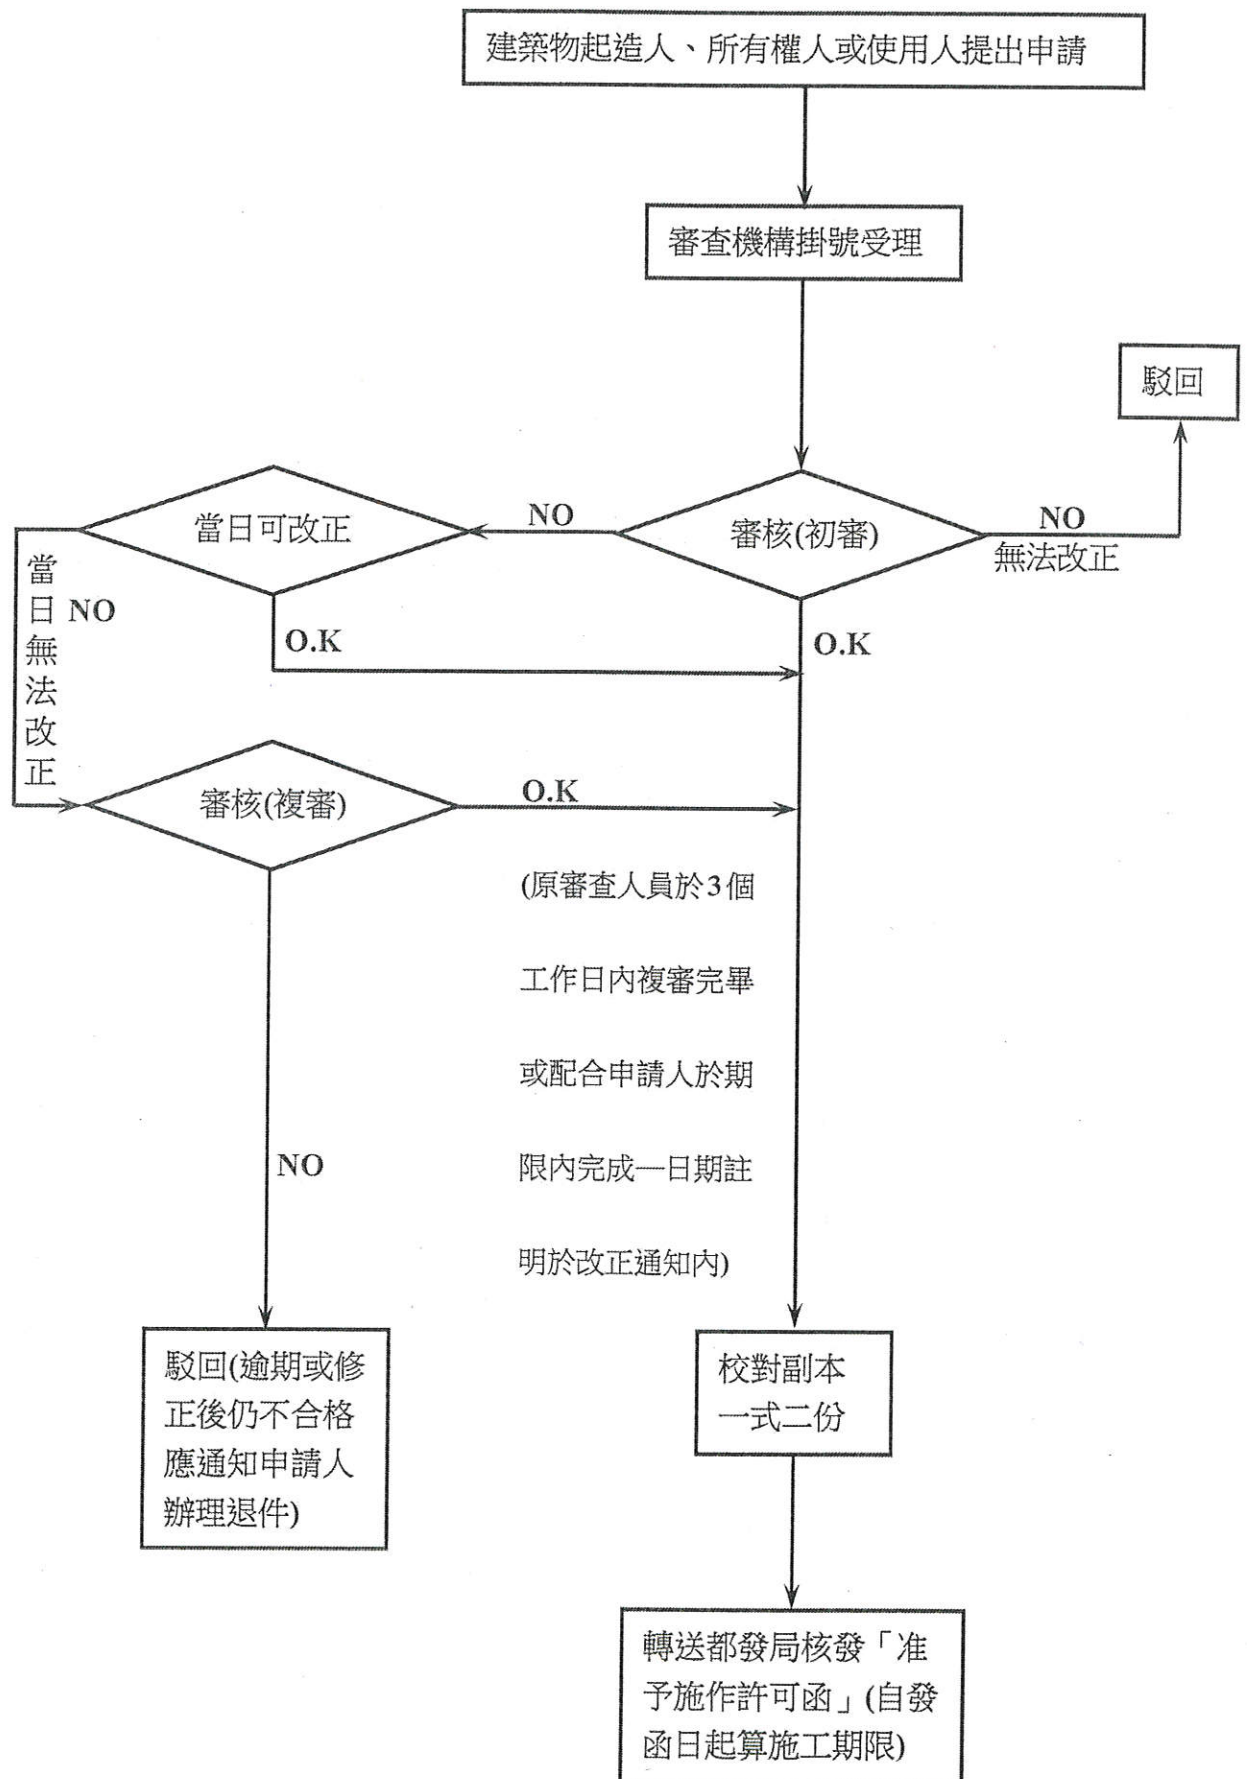 建築物起造人、所有權人或使用人提出申請
審查機構掛號受理
駁回
審核(初審)
NO
無法改正
NO
當日可改正
O.K
O.K
當日無法改正
NO
審核(複審)
O.K
(原審查人員於3個
工作日內複審完畢
或配合申請人於期
限內完成—日期註
明於改正通知內)
NO
駁回(逾期或修
正後仍不合格
應通知申請人
辦理退件)
校對副本
一式二份
轉送都發局核發「准
予施作許可函」(自發
函日起算施工期限)